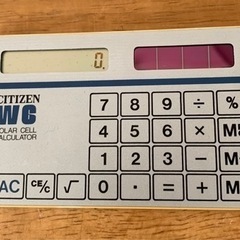 0.
CITIZEN
WC
OLAR CELL
ALCULATOR
7 8 9 ÷ %
4 5 6 × M
1 2 3 − M
AC CE/C √ 0 · = + M